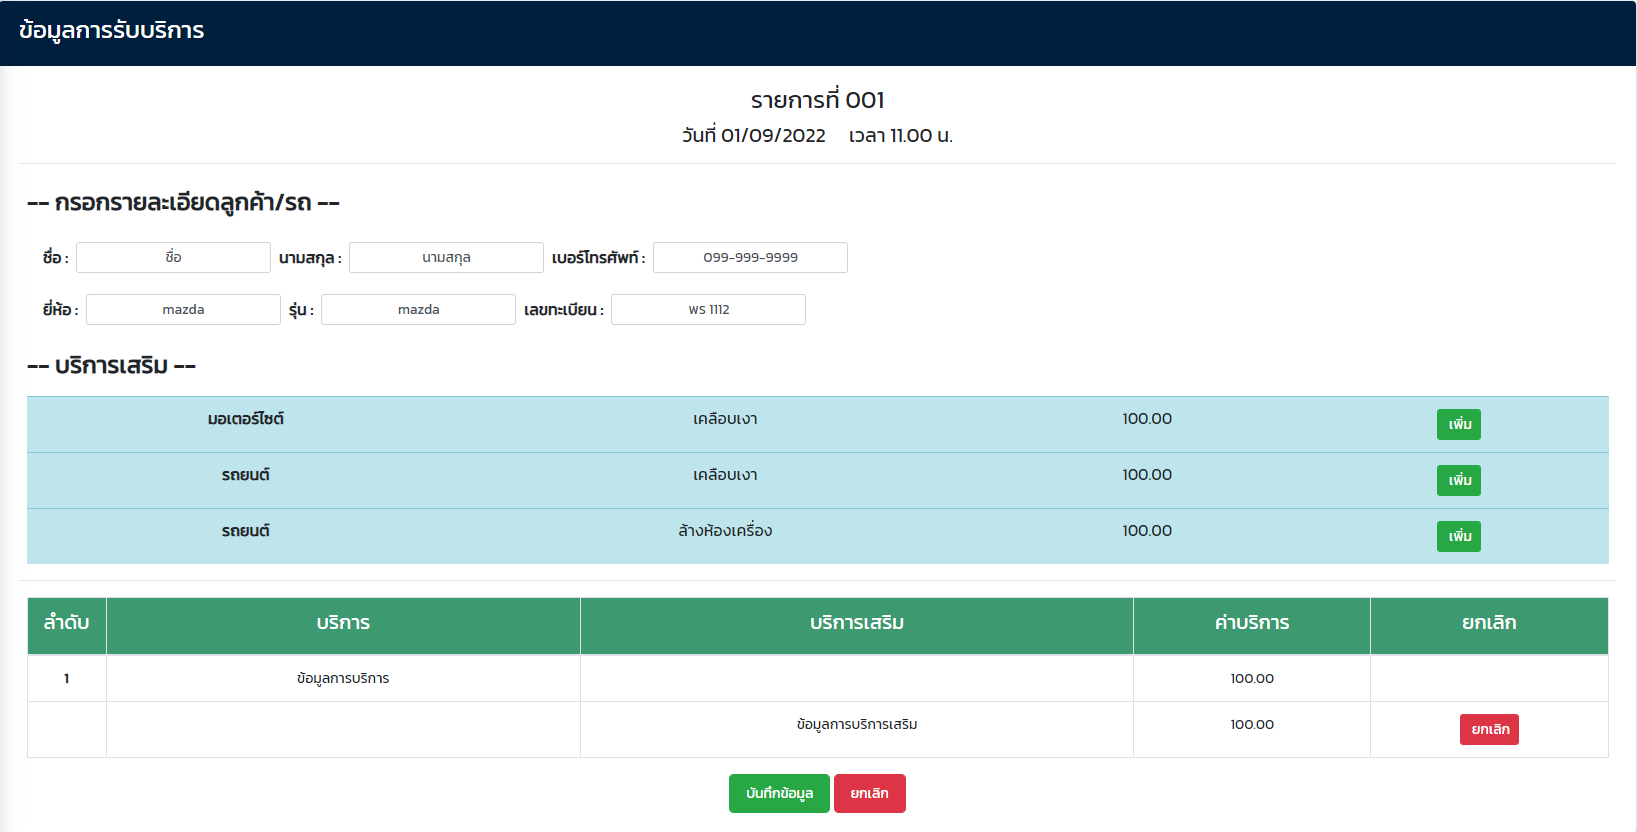 ข้อมูลการรับบริการ
รายการที่ 001
วันที่ 01/09/2022 เวลา 11.00 น.
-- กรอกรายละเอียดลูกค้า/รถ --
ชื่อ : ชื่อ นามสกุล : นามสกุล เบอร์โทรศัพท์ : 099-999-9999
ยี่ห้อ : mazda รุ่น : mazda เลขทะเบียน : พร 1112
-- บริการเสริม --
มอเตอร์ไซต์ เคลือบเงา 100.00 เพิ่ม
รถยนต์ เคลือบเงา 100.00 เพิ่ม
รถยนต์ ล้างห้องเครื่อง 100.00 เพิ่ม
ลำดับ บริการ บริการเสริม ค่าบริการ ยกเลิก
1 ข้อมูลการบริการ 100.00
ข้อมูลการบริการเสริม 100.00 ยกเลิก
บันทึกข้อมูล ยกเลิก